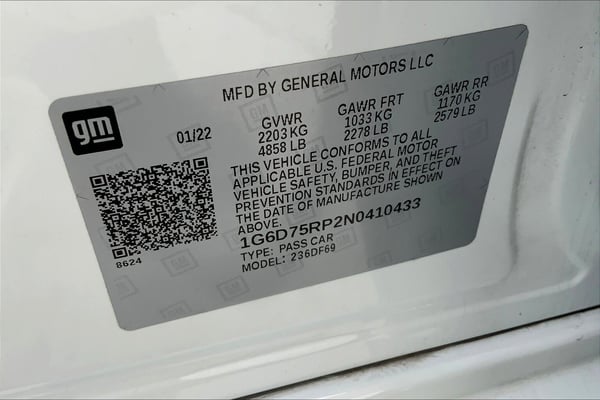 MFD BY GENERAL MOTORS LLC
gm
01/22
GVWR
2203 KG
4858 LB
GAWR FRT
1033 KG
2278 LB
GAWR RR
1170 KG
2579 LB
THIS VEHICLE CONFORMS TO ALL
APPLICABLE U.S. FEDERAL MOTOR
VEHICLE SAFETY, BUMPER, AND THEFT
PREVENTION STANDARDS IN EFFECT ON
THE DATE OF MANUFACTURE SHOWN
ABOVE.
1G6D75RP2N0410433
TYPE: PASS CAR
MODEL: 236DF69
8624